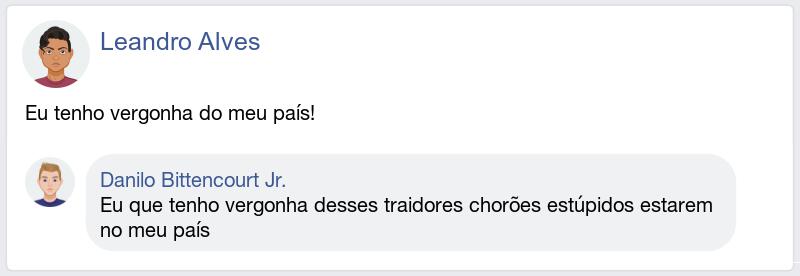 Leandro Alves
Eu tenho vergonha do meu país!
Danilo Bittencourt Jr.
Eu que tenho vergonha desses traidores chorões estúpidos estarem
no meu país